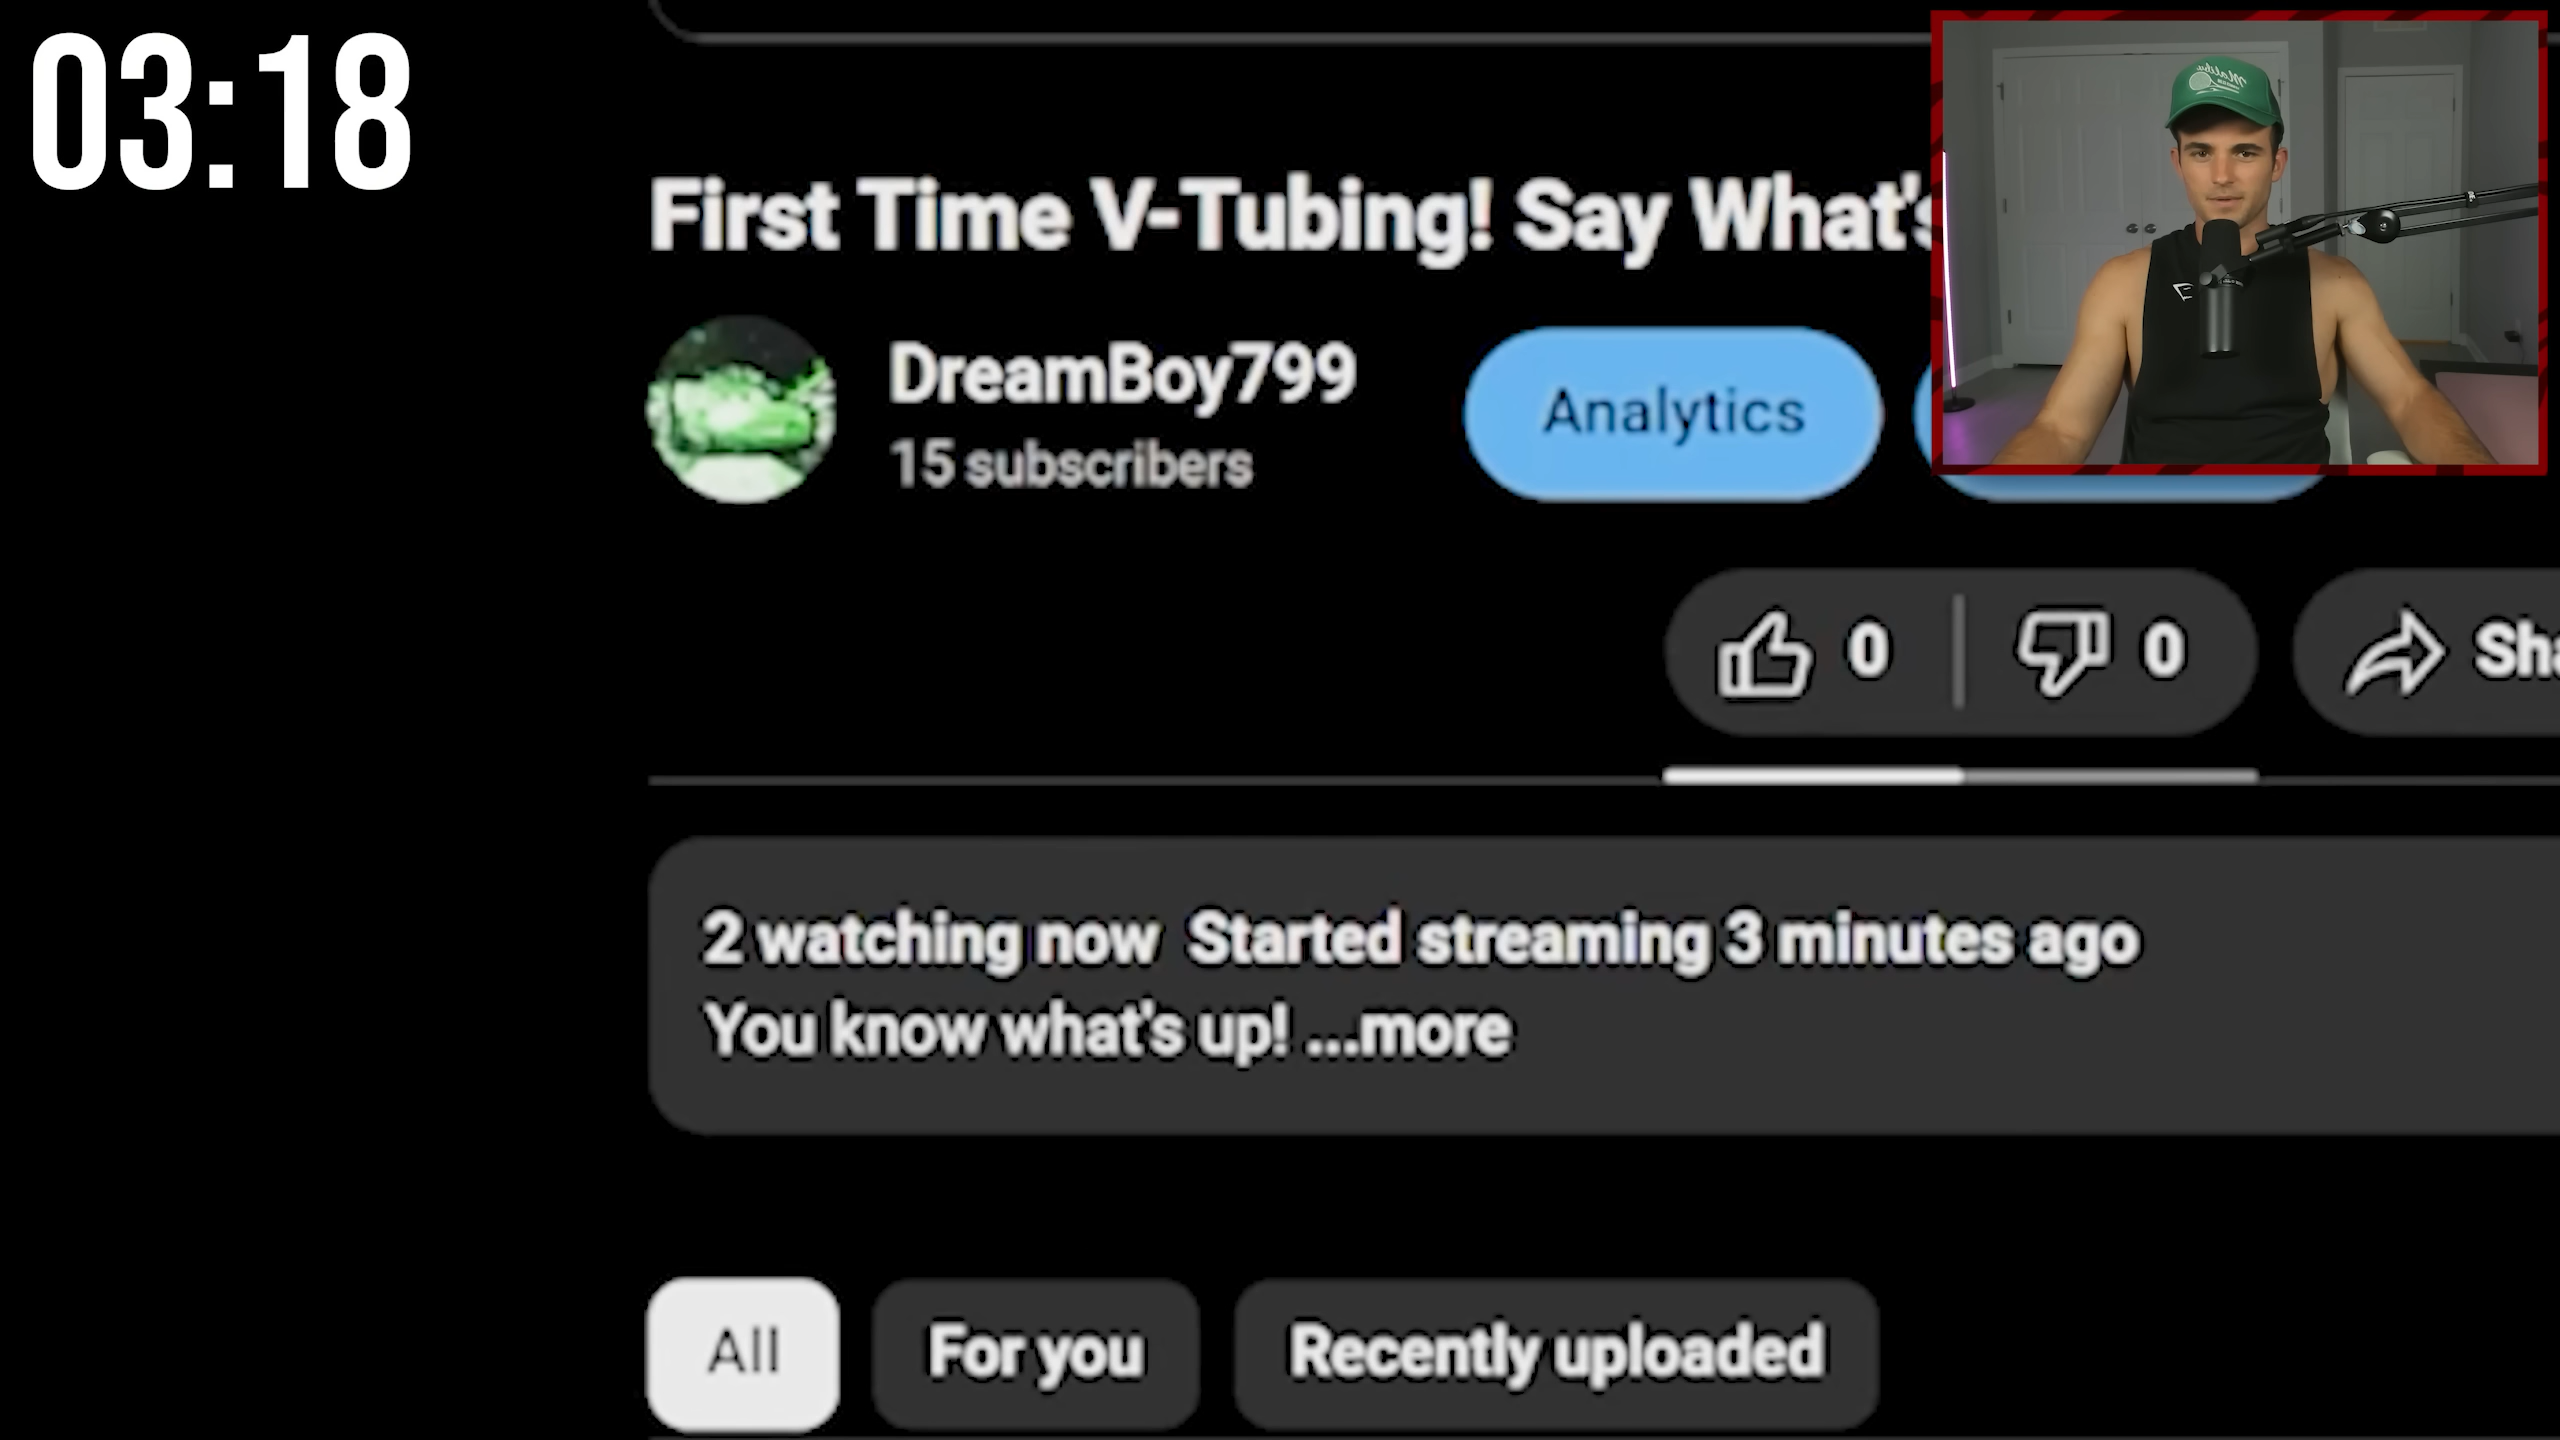 03:18
First Time V-Tubing! Say What's
DreamBoy799
15 subscribers
Analytics
0
0
2 watching now Started streaming 3 minutes ago
You know what's up! ...more
All
For you
Recently uploaded